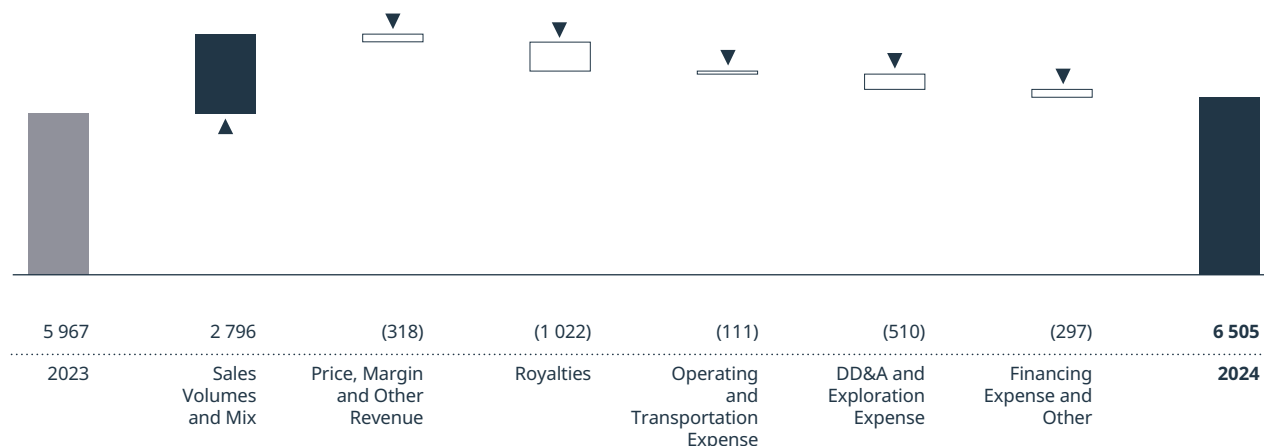 5 967 2 796 (318) (1 022) (111) (510) (297) 6 505
2023 Sales Price, Margin Royalties Operating DD&A and Financing 2024
Volumes and Other and Exploration Expense and
and Mix Revenue Transportation Expense Other
Expense